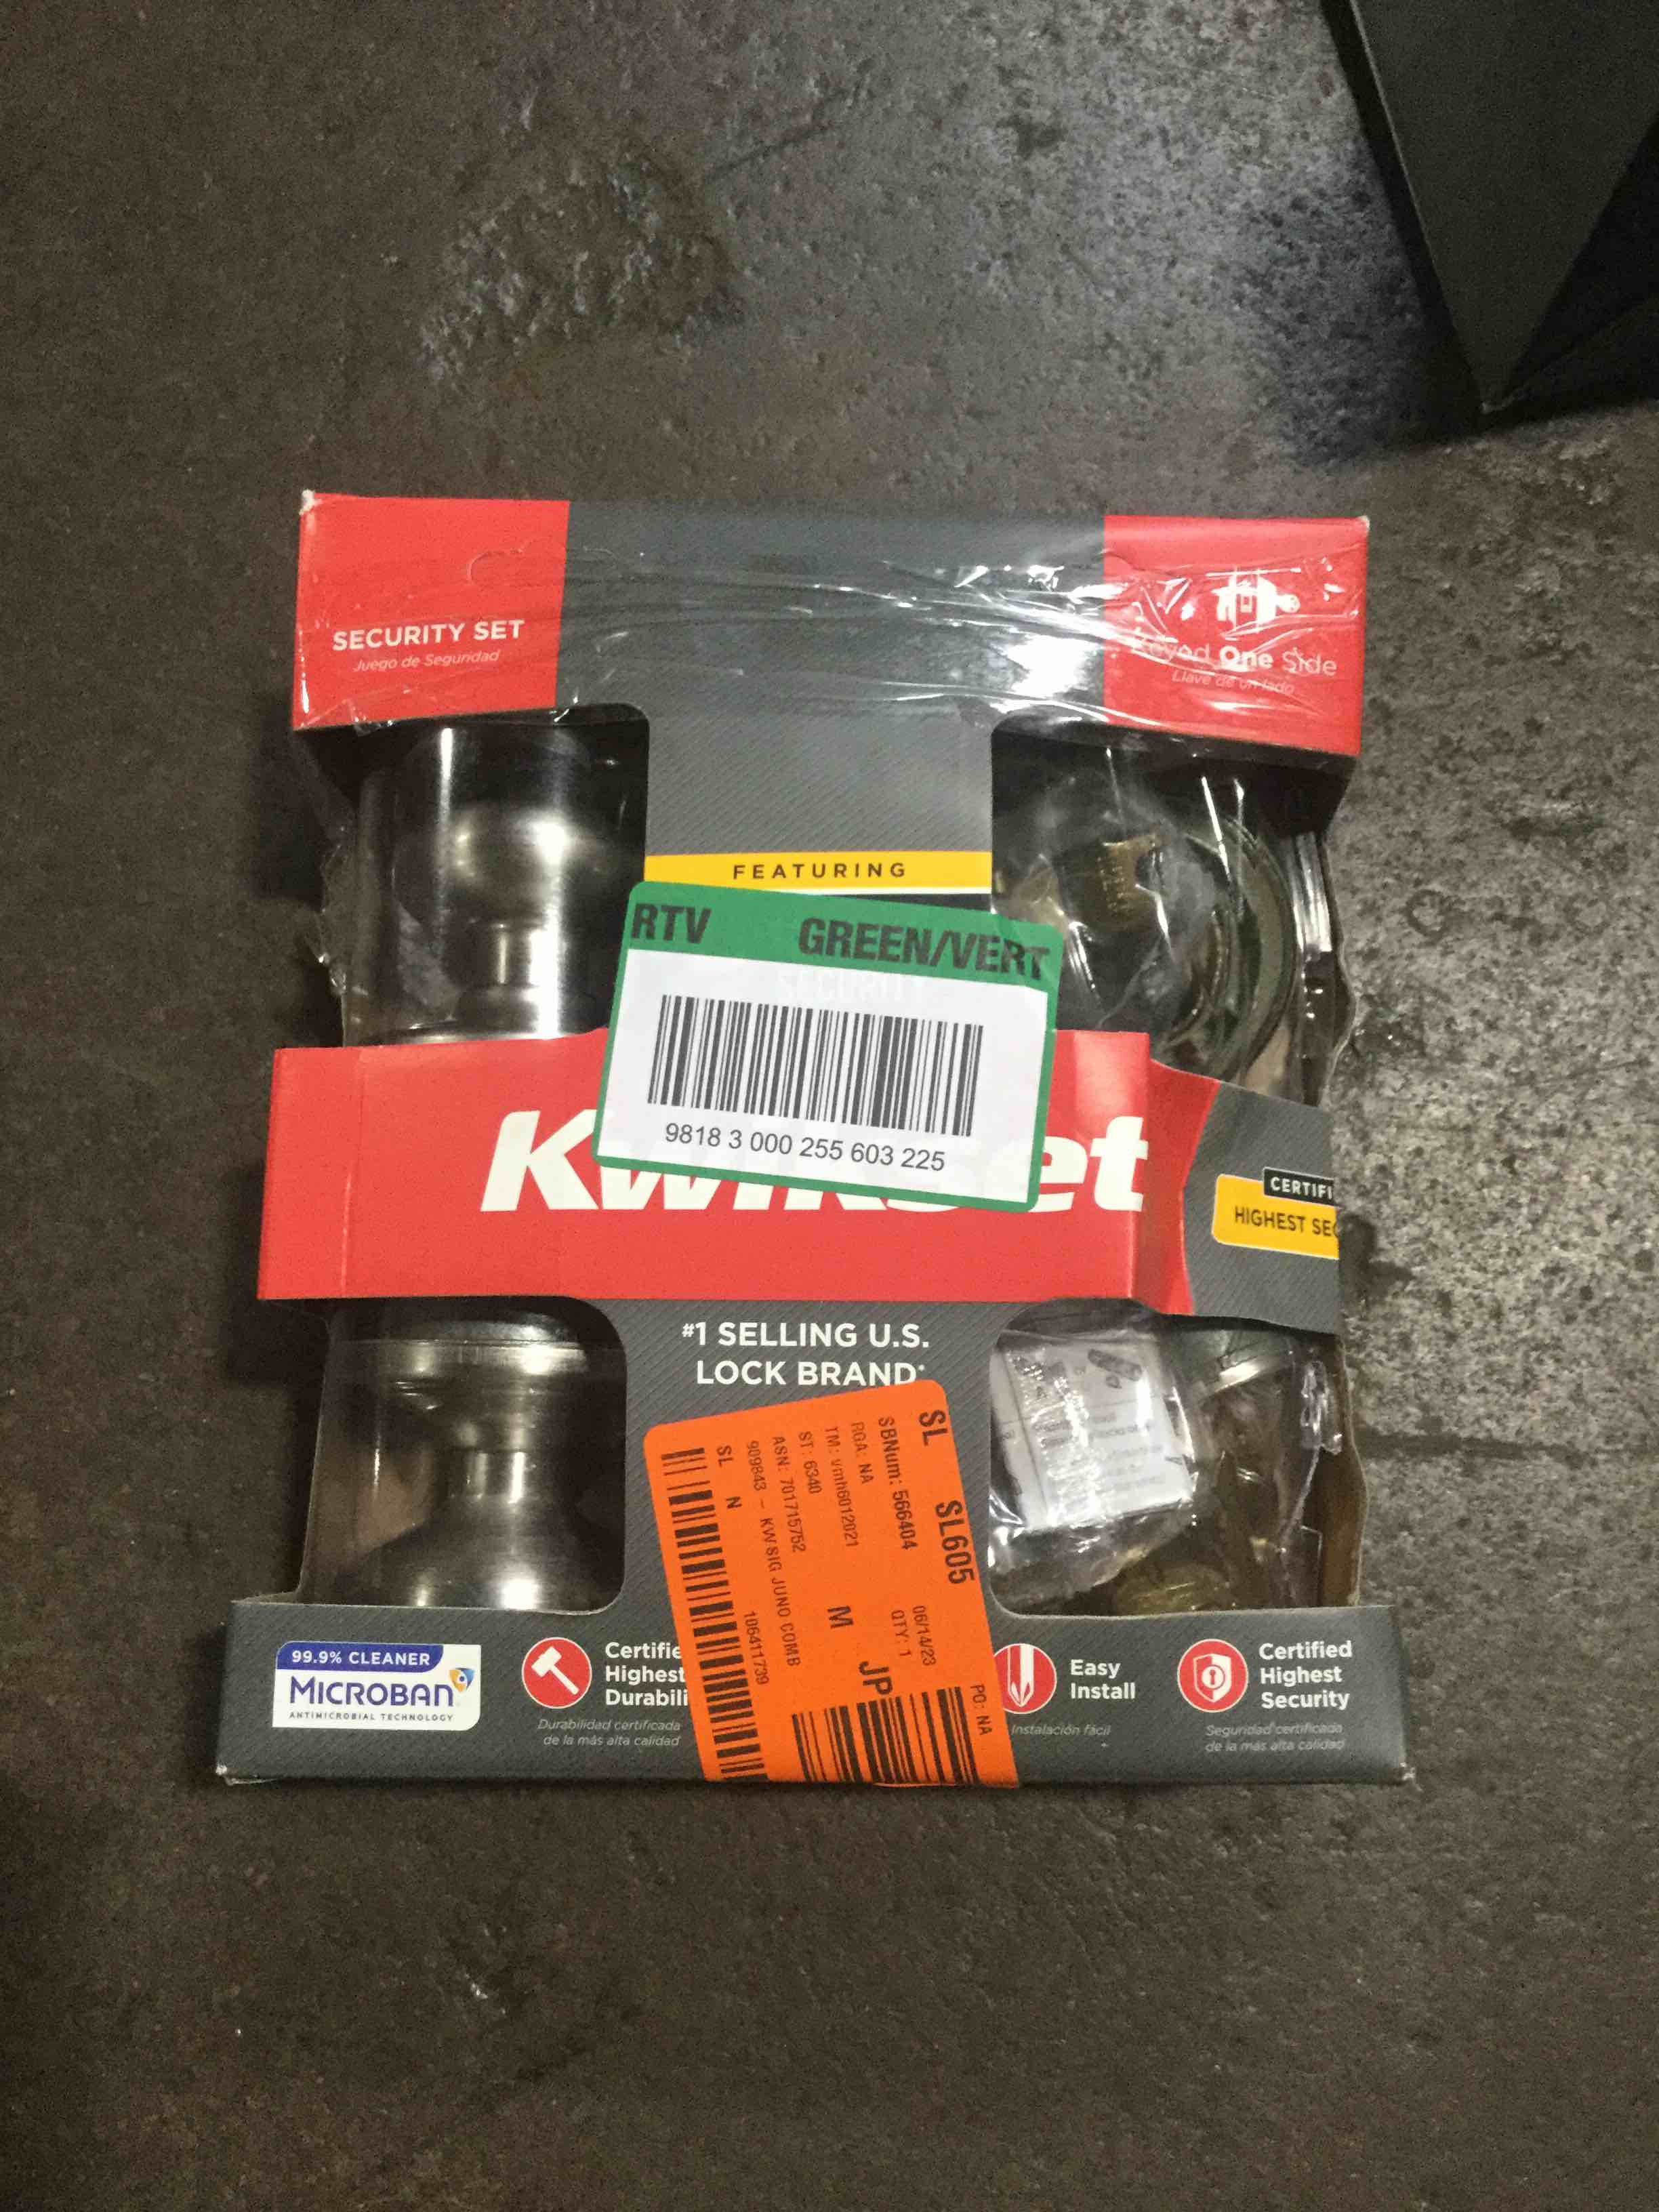 SECURITY SET
Juego de Seguridad
Keyed One Side
Llave de un lado
FEATURING
RTV GREEN/VERT
SECURITY
9818 3 000 255 603 225
Kwikset
CERTIFI
HIGHEST SEC
#1 SELLING U.S.
LOCK BRAND*
SL SL605
SBNum: 566404 06/14/23 PO: NA
RGA: NA QTY: 1
TM: vmh6012021 M JP
ST: 6340
ASN: 701715752
909843 - KW SIG JUNO COMB
SL N 106411739
99.9% CLEANER
MICROBAN
ANTIMICROBIAL TECHNOLOGY
Certifie
Highest
Durabili
Durabilidad certificada
de la más alta calidad
Easy
Install
Instalación fácil
Certified
Highest
Security
Seguridad certificada
de la más alta calidad